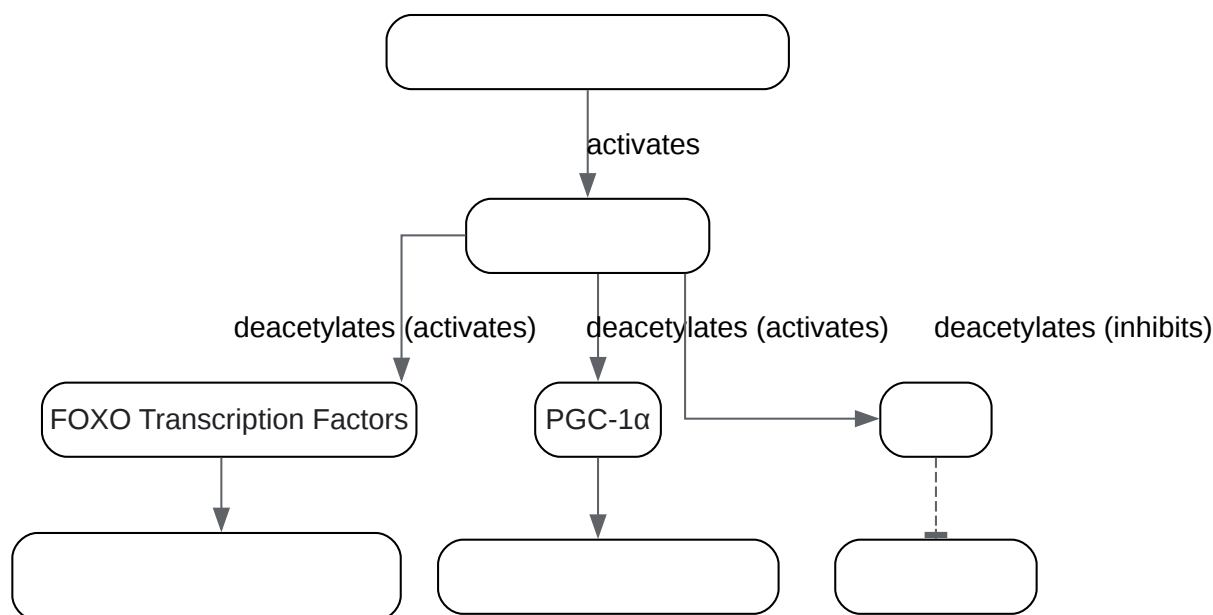 activates
deacetylates (activates)
deacetylates (activates)
deacetylates (inhibits)
FOXO Transcription Factors
PGC-1α